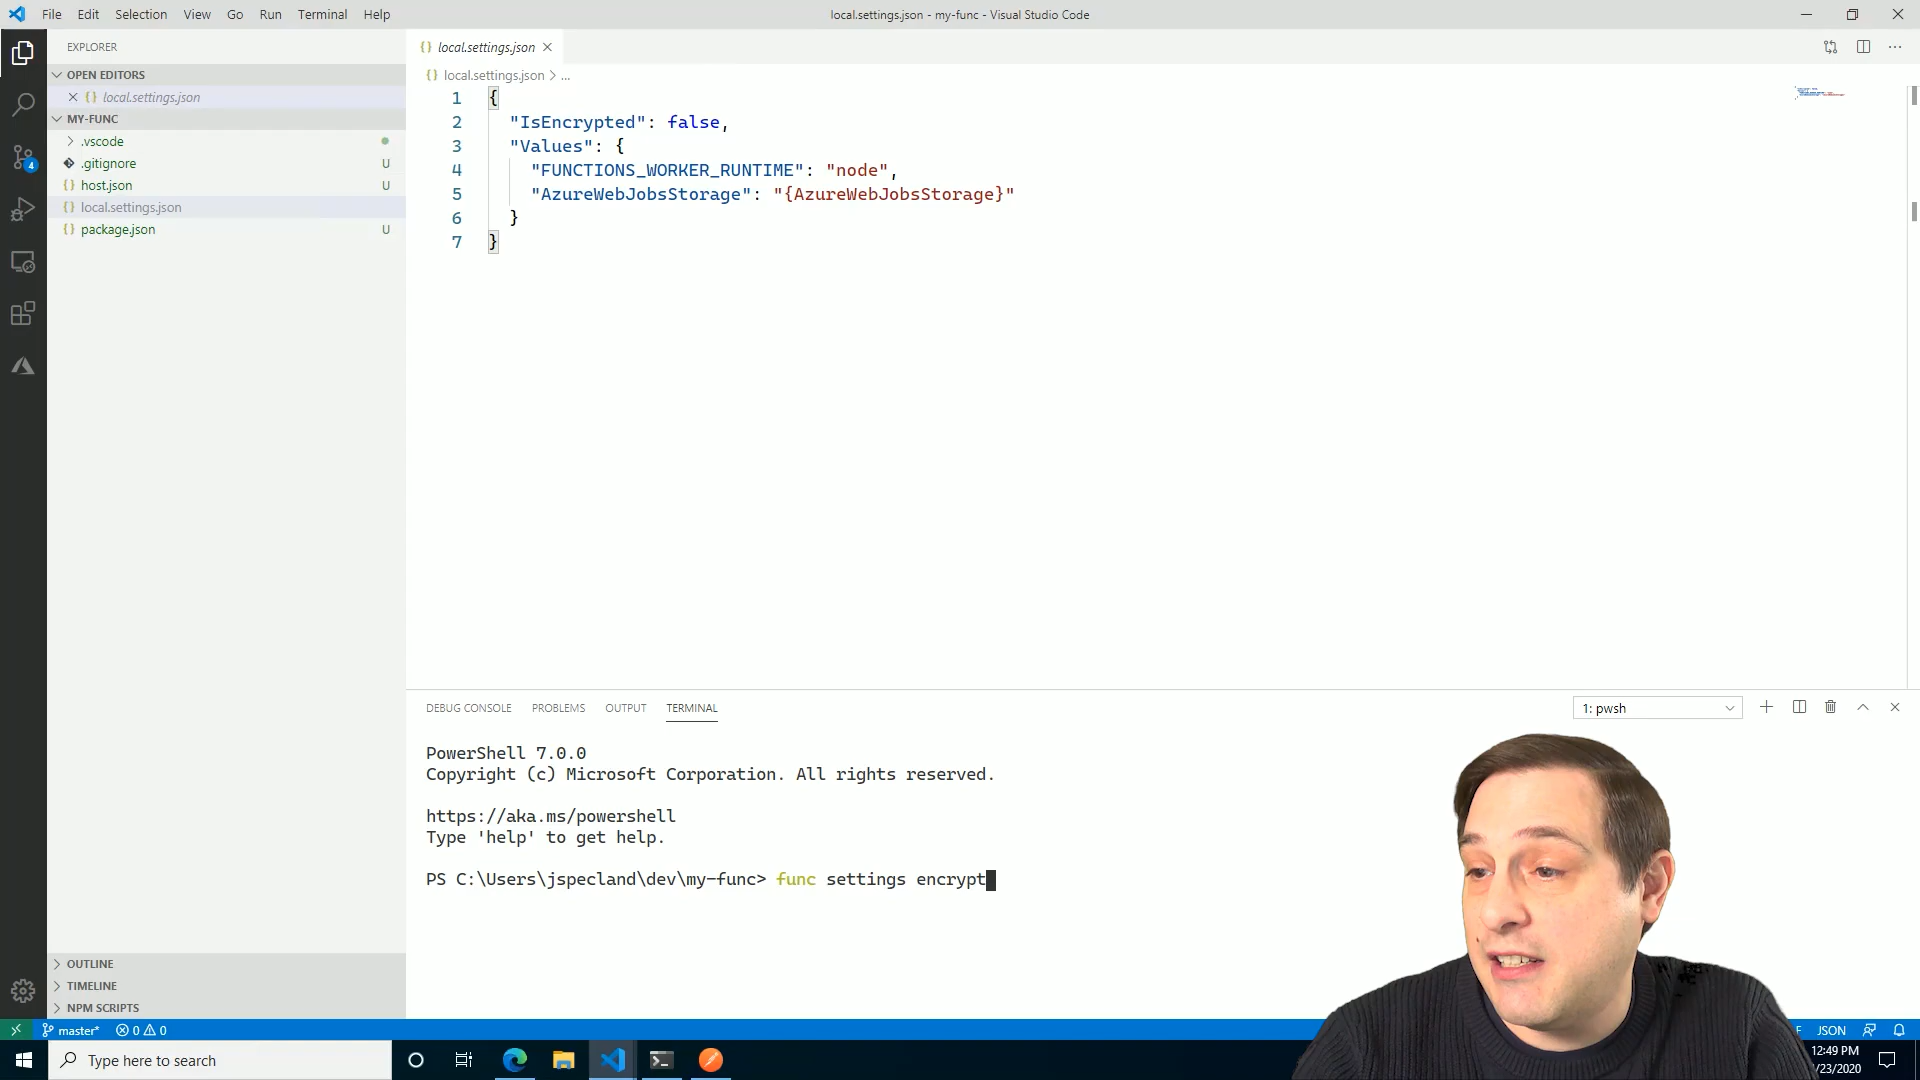 File Edit Selection View Go Run Terminal Help
local.settings.json - my-func - Visual Studio Code
EXPLORER
OPEN EDITORS
local.settings.json
MY-FUNC
.vscode
.gitignore U
host.json U
local.settings.json
package.json U
OUTLINE
TIMELINE
NPM SCRIPTS
4
{} local.settings.json
{} local.settings.json > ...
1 {
2 "IsEncrypted": false,
3 "Values": {
4 "FUNCTIONS_WORKER_RUNTIME": "node",
5 "AzureWebJobsStorage": "{AzureWebJobsStorage}"
6 }
7 }
DEBUG CONSOLE PROBLEMS OUTPUT TERMINAL
1: pwsh
PowerShell 7.0.0
Copyright (c) Microsoft Corporation. All rights reserved.
https://aka.ms/powershell
Type 'help' to get help.
PS C:\Users\jspecland\dev\my-func> func settings encrypt
master* 0 0
JSON
Type here to search
12:49 PM
/23/2020